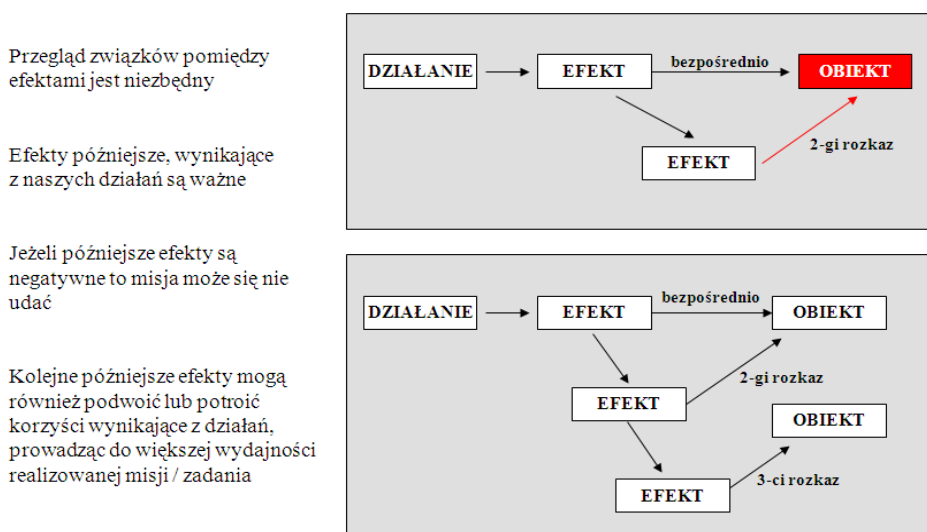 Przegląd związków pomiędzy
efektami jest niezbędny
Efekty późniejsze, wynikające
z naszych działań są ważne
Jeżeli późniejsze efekty są
negatywne to misja może się nie
udać
Kolejne późniejsze efekty mogą
również podwoić lub potroić
korzyści wynikające z działań,
prowadząc do większej wydajności
realizowanej misji / zadania
DZIAŁANIE
EFEKT
bezpośrednio
OBIEKT
EFEKT
2-gi rozkaz
DZIAŁANIE
EFEKT
bezpośrednio
OBIEKT
EFEKT
2-gi rozkaz
OBIEKT
EFEKT
3-ci rozkaz